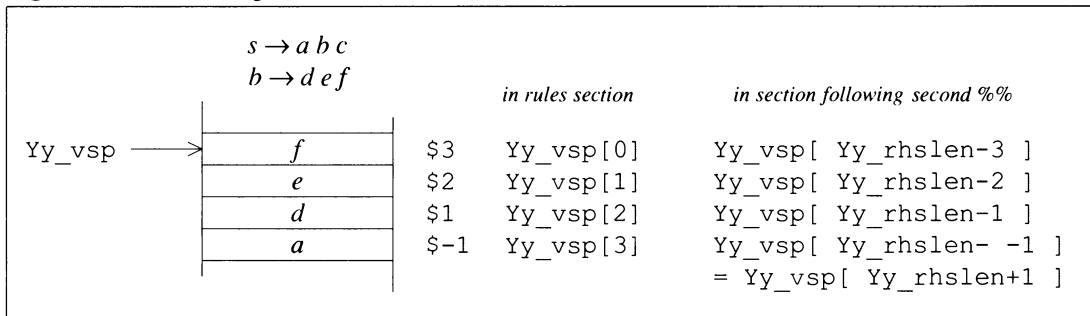 s → a b c
b → d e f
in rules section in section following second %%
Yy_vsp f $3 Yy_vsp[0] Yy_vsp[ Yy_rhslen-3 ]
e $2 Yy_vsp[1] Yy_vsp[ Yy_rhslen-2 ]
d $1 Yy_vsp[2] Yy_vsp[ Yy_rhslen-1 ]
a $-1 Yy_vsp[3] Yy_vsp[ Yy_rhslen- -1 ]
= Yy_vsp[ Yy_rhslen+1 ]